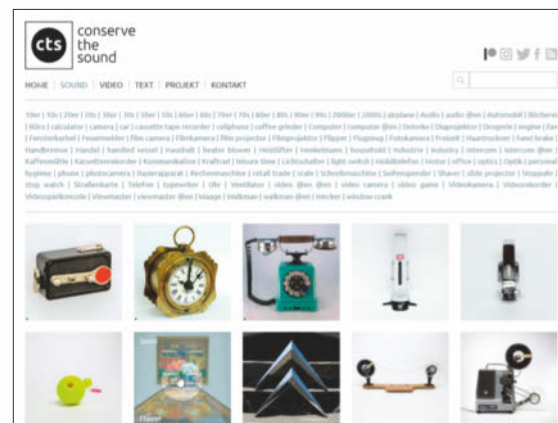 cts
conserve
the
sound
HOME | SOUND | VIDEO | TEXT | PROJEKT | KONTAKT
10er | 10s | 20er | 20s | 30er | 30s | 50er | 50s | 60er | 60s | 70er | 70s | 80er | 80s | 90er | 90s | 2000er | 2000s | airplane | Audio | audio @en | Automobil | Bücherei
| Büro | calculator | camera | car | cassette tape recorder | cellphone | coffee grinder | Computer | computer @en | Delorko | Diaprojektor | Drogerie | engine | fan
| Fensterkurbel | Feuermelder | film camera | Filmkamera | film projector | Filmprojektor | Flipper | Flugzeug | Fotokamera | Freizeit | Haartrockner | hand brake |
Handbremse | Handel | handled vessel | Haushalt | heater blower | Heizlüfter | Henkelmann | household | Industrie | industry | intercom | intercom @en |
Kaffeemühle | Kassettenrekorder | Kommunikation | Kraftrad | leisure time | Lichtschalter | light switch | Mobiltelefon | Motor | office | optics | Optik | personal
hygiene | phone | photocamera | Rasierapparat | Rechenmaschine | retail trade | scale | Schreibmaschine | Seifenspender | Shaver | slide projector | Stoppuhr |
stop watch | Straßenkarte | Telefon | typewriter | Uhr | Ventilator | video @en @en | video camera | video game | Videokamera | Videorekorder |
Videospielkonsole | Viewmaster | viewmaster @en | Waage | Walkman | walkman @en | Wecker | window crank